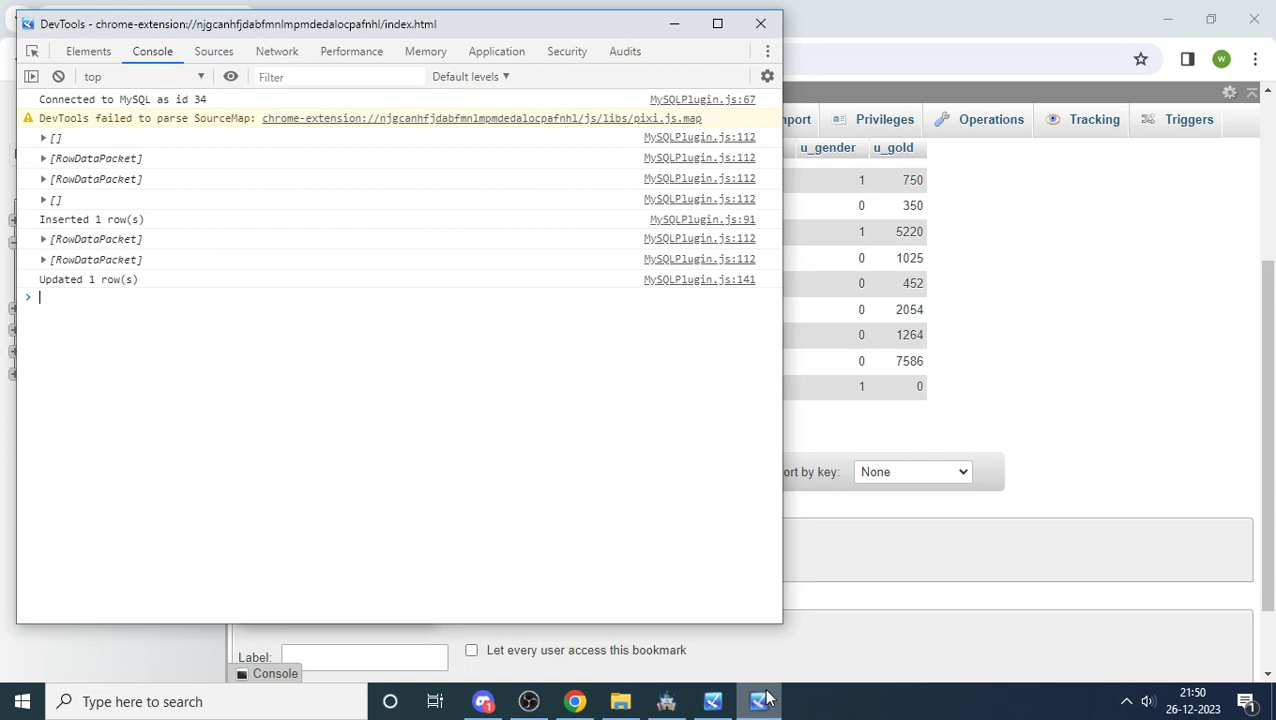 DevTools - chrome-extension://njgcanhfjdabfmnlmpmdedalocpafnhl/index.html
Elements Console Sources Network Performance Memory Application Security Audits
top Filter Default levels
Connected to MySQL as id 34 MySQLPlugin.js:67
DevTools failed to parse SourceMap: chrome-extension://njgcanhfjdabfmnlmpmdedalocpafnhl/js/libs/pixi.js.map
[] MySQLPlugin.js:112
[RowDataPacket] MySQLPlugin.js:112
[RowDataPacket] MySQLPlugin.js:112
[] MySQLPlugin.js:112
Inserted 1 row(s) MySQLPlugin.js:91
[RowDataPacket] MySQLPlugin.js:112
[RowDataPacket] MySQLPlugin.js:112
Updated 1 row(s) MySQLPlugin.js:141
W
port Privileges Operations Tracking Triggers
u_gender u_gold
1 750
0 350
1 5220
0 1025
0 452
0 2054
0 1264
0 7586
1 0
ort by key: None
Label: Let every user access this bookmark
Console
Type here to search
21:50
26-12-2023
1